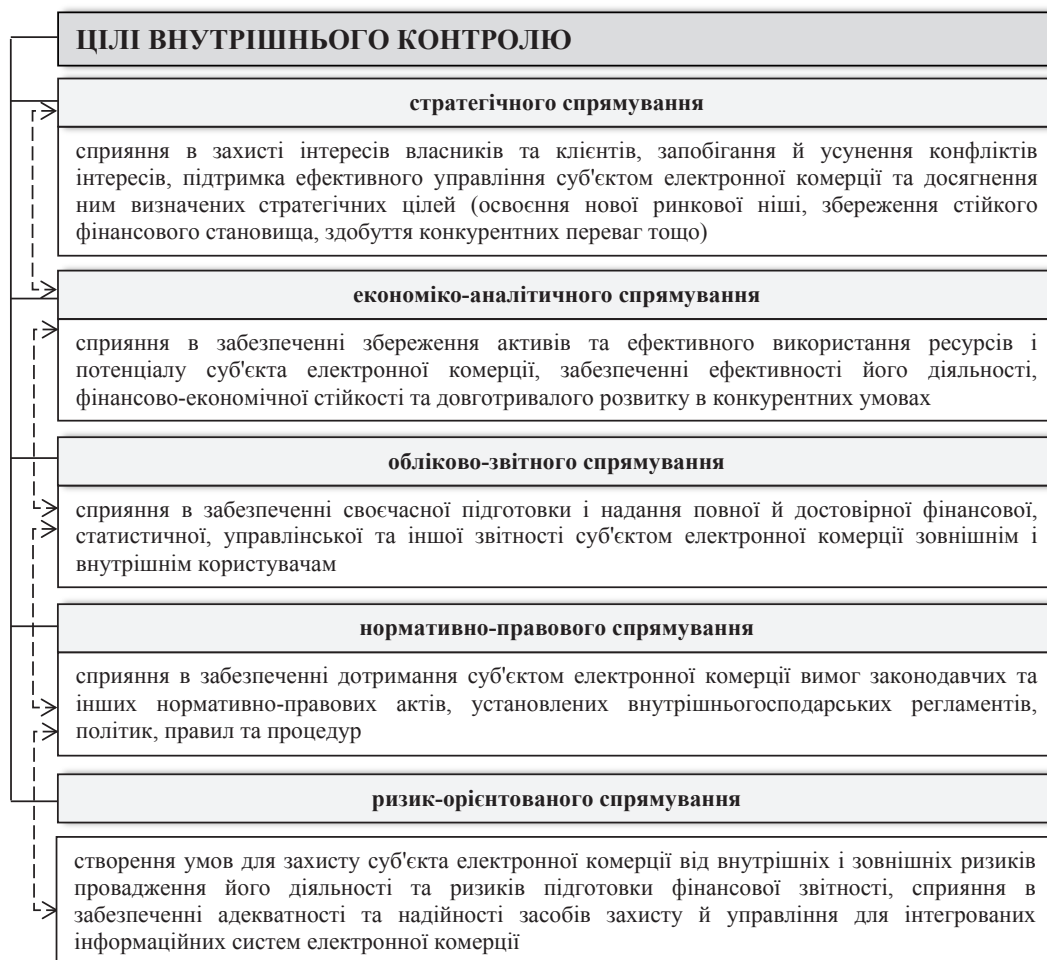 ЦІЛІ ВНУТРІШНЬОГО КОНТРОЛЮ
стратегічного спрямування
сприяння в захисті інтересів власників та клієнтів, запобігання й усунення конфліктів
інтересів, підтримка ефективного управління суб'єктом електронної комерції та досягнення
ним визначених стратегічних цілей (освоєння нової ринкової ніші, збереження стійкого
фінансового становища, здобуття конкурентних переваг тощо)
економіко-аналітичного спрямування
сприяння в забезпеченні збереження активів та ефективного використання ресурсів і
потенціалу суб'єкта електронної комерції, забезпеченні ефективності його діяльності,
фінансово-економічної стійкості та довготривалого розвитку в конкурентних умовах
обліково-звітного спрямування
сприяння в забезпеченні своєчасної підготовки і надання повної й достовірної фінансової,
статистичної, управлінської та іншої звітності суб'єктом електронної комерції зовнішнім і
внутрішнім користувачам
нормативно-правового спрямування
сприяння в забезпеченні дотримання суб'єктом електронної комерції вимог законодавчих та
інших нормативно-правових актів, установлених внутрішньогосподарських регламентів,
політик, правил та процедур
ризик-орієнтованого спрямування
створення умов для захисту суб'єкта електронної комерції від внутрішніх і зовнішніх ризиків
провадження його діяльності та ризиків підготовки фінансової звітності, сприяння в
забезпеченні адекватності та надійності засобів захисту й управління для інтегрованих
інформаційних систем електронної комерції